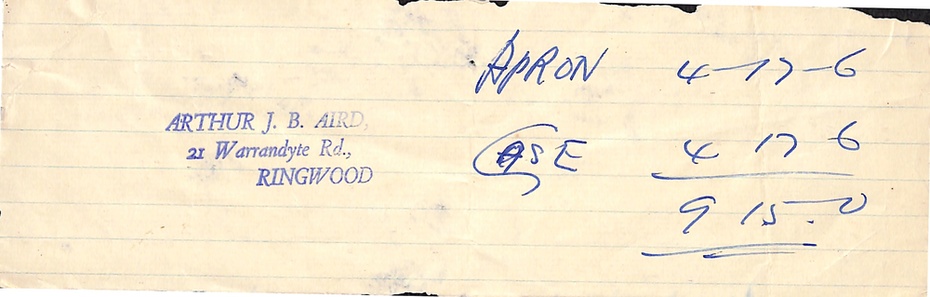 APRON 4-17-6
ARTHUR J. B. AIRD,
21 Warrandyte Rd.,
RINGWOOD
CASE 4 17 6
9 15.0